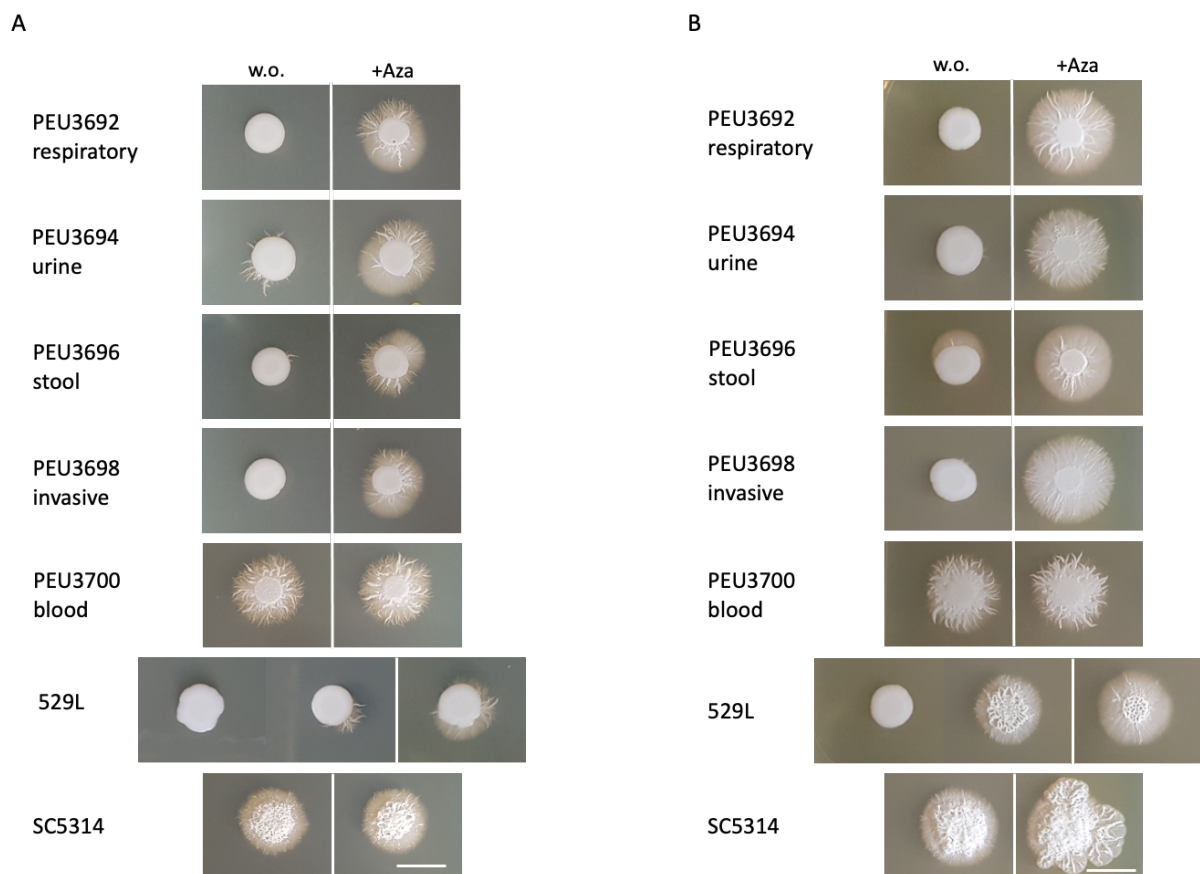 A
w.o.
+Aza
PEU3692
respiratory
PEU3694
urine
PEU3696
stool
PEU3698
invasive
PEU3700
blood
529L
SC5314
B
w.o.
+Aza
PEU3692
respiratory
PEU3694
urine
PEU3696
stool
PEU3698
invasive
PEU3700
blood
529L
SC5314